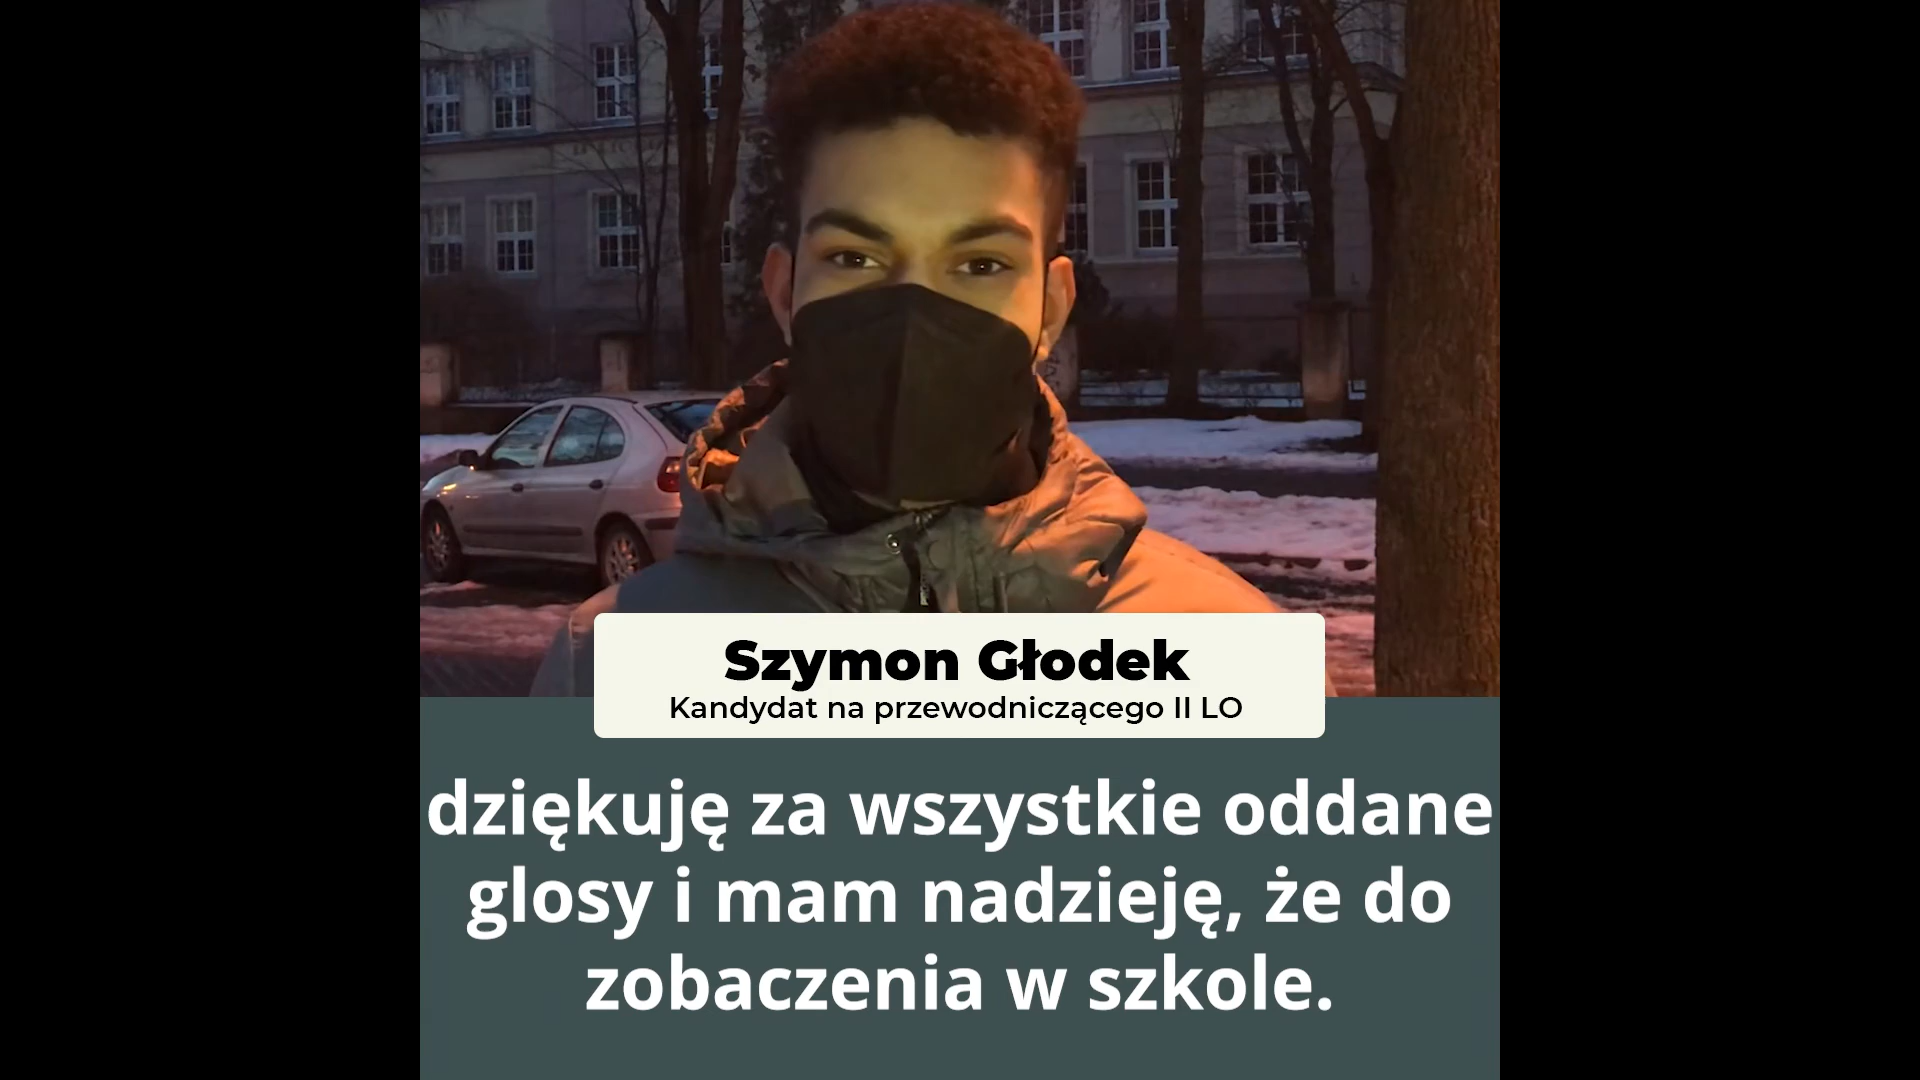 Szymon Głodek
Kandydat na przewodniczącego II LO
dziękuję za wszystkie oddane
glosy i mam nadzieję, że do
zobaczenia w szkole.